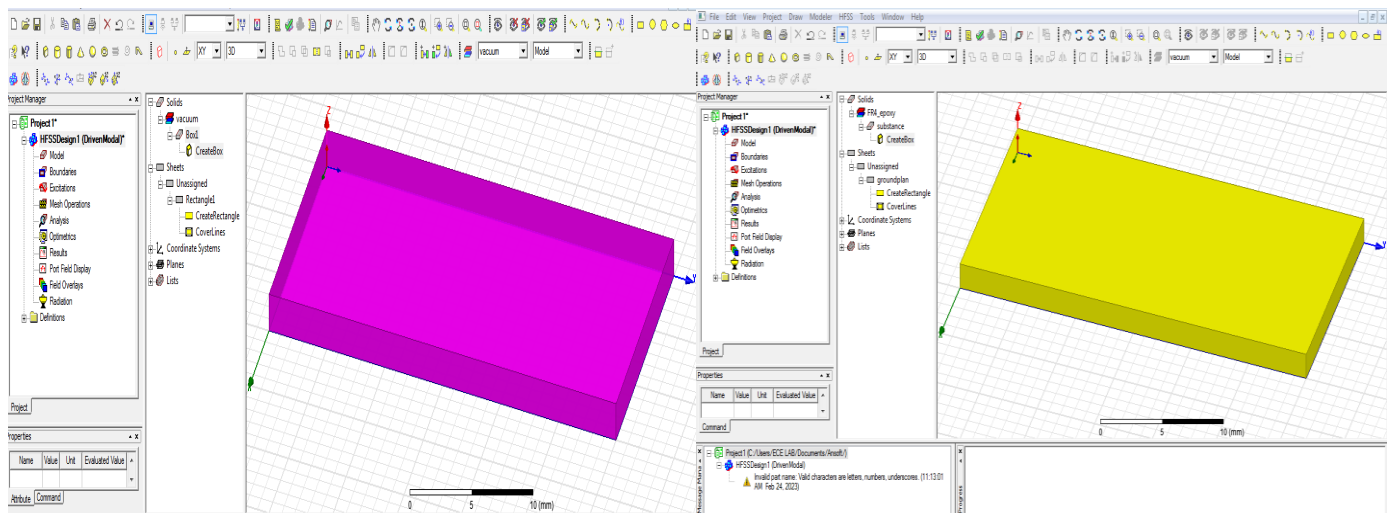 File Edit View Project Draw Modeler HFSS Tools Window Help
XY
3D
vacuum
Model
XY
3D
vacuum
Model
Project Manager
Project1*
HFSSDesign1 (DrivenModal)*
Model
Boundaries
Excitations
Mesh Operations
Analysis
Optimetrics
Results
Port Field Display
Field Overlays
Radiation
Definitions
Project
Properties
Name Value Unit Evaluated Value
Attribute Command
Solids
vacuum
Box1
CreateBox
Sheets
Unassigned
Rectangle1
CreateRectangle
CoverLines
Coordinate Systems
Planes
Lists
Z
0 5 10 (mm)
Project Manager
Project1*
HFSSDesign1 (DrivenModal)*
Model
Boundaries
Excitations
Mesh Operations
Analysis
Optimetrics
Results
Port Field Display
Field Overlays
Radiation
Definitions
Project
Properties
Name Value Unit Evaluated Value
Command
Solids
FR4_epoxy
substance
CreateBox
Sheets
Unassigned
groundplan
CreateRectangle
CoverLines
Coordinate Systems
Planes
Lists
Z
0 5 10 (mm)
Message Mana
Project1 (C:/Users/ECE LAB/Documents/Ansoft/)
HFSSDesign1 (DrivenModal)
Invalid part name: Valid characters are letters, numbers, underscores. (11:13:01
AM Feb 24, 2023)
Progress